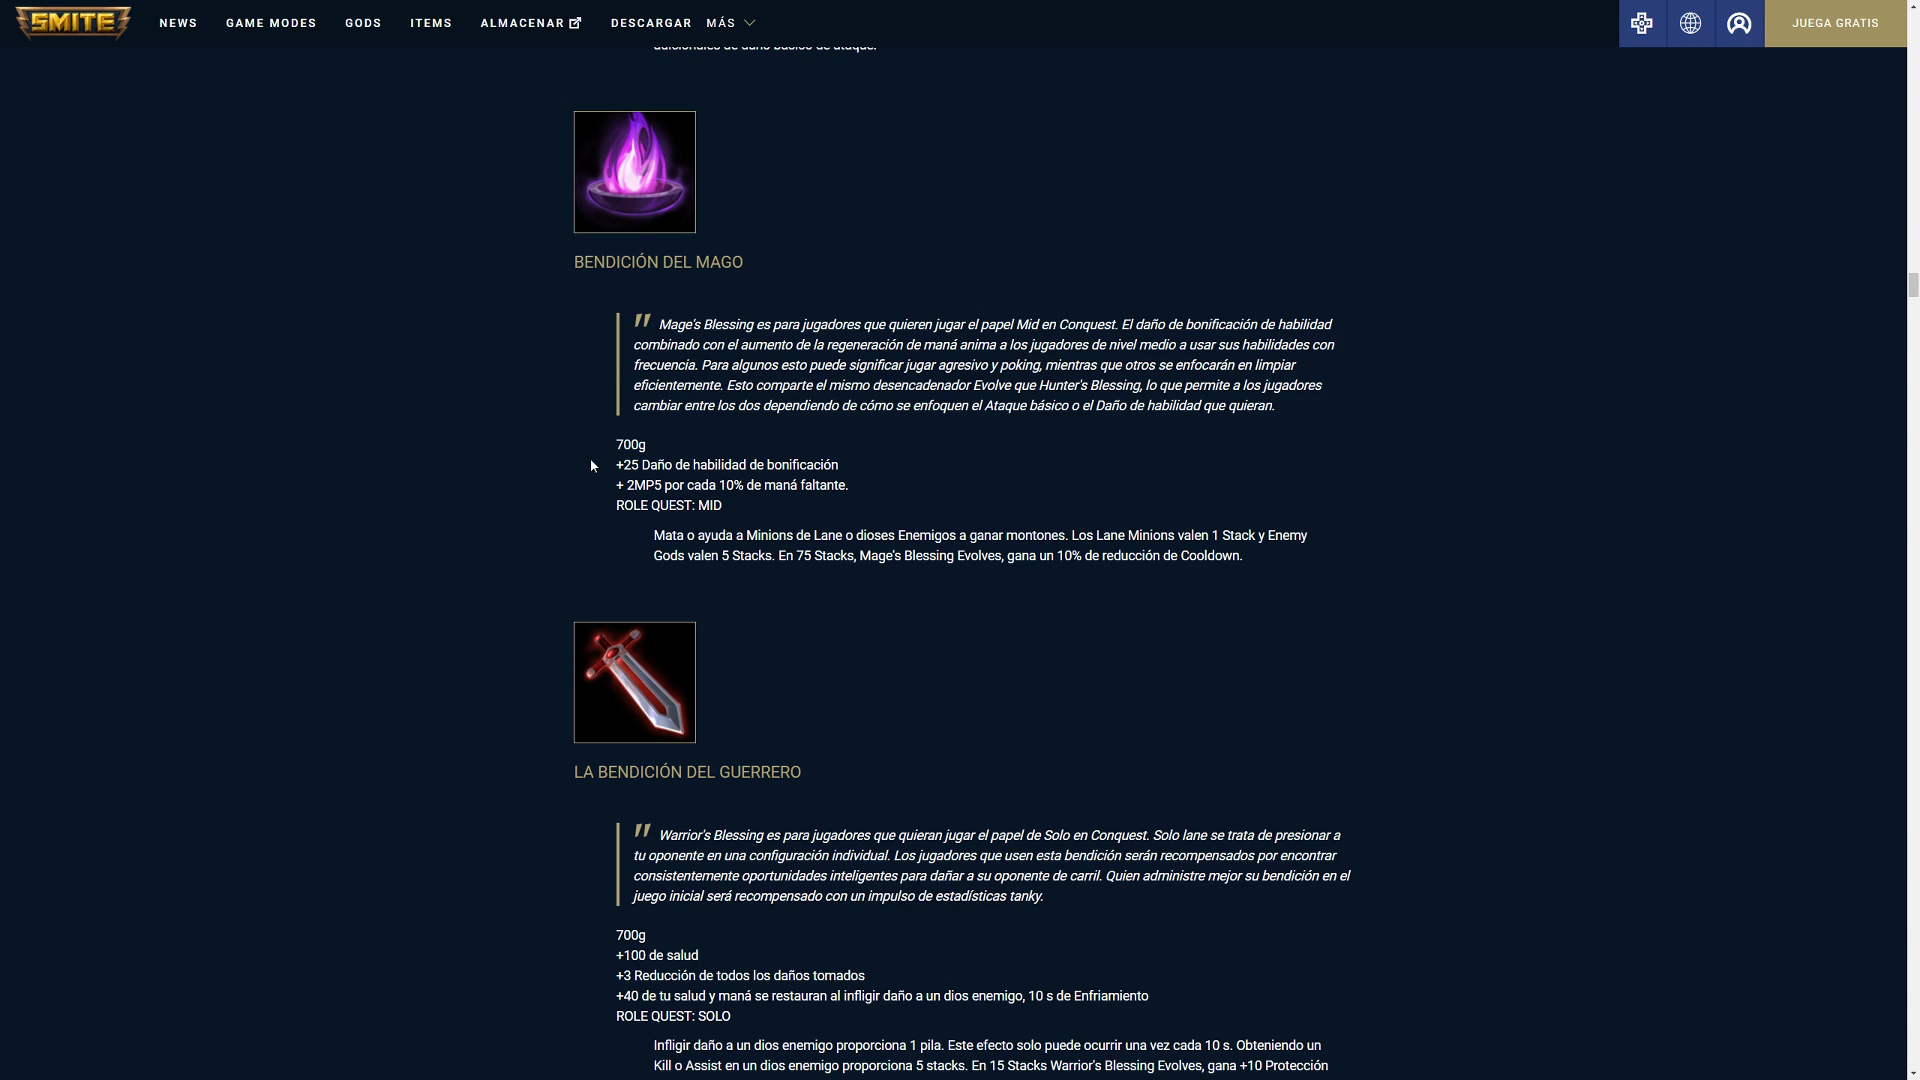 SMITE NEWS GAME MODES GODS ITEMS ALMACENAR DESCARGAR MÁS JUEGA GRATIS
adicionales de daño básico de ataque.
BENDICIÓN DEL MAGO
" Mage's Blessing es para jugadores que quieren jugar el papel Mid en Conquest. El daño de bonificación de habilidad
combinado con el aumento de la regeneración de maná anima a los jugadores de nivel medio a usar sus habilidades con
frecuencia. Para algunos esto puede significar jugar agresivo y poking, mientras que otros se enfocarán en limpiar
eficientemente. Esto comparte el mismo desencadenador Evolve que Hunter's Blessing, lo que permite a los jugadores
cambiar entre los dos dependiendo de cómo se enfoquen el Ataque básico o el Daño de habilidad que quieran.
700g
+25 Daño de habilidad de bonificación
+ 2MP5 por cada 10% de maná faltante.
ROLE QUEST: MID
Mata o ayuda a Minions de Lane o dioses Enemigos a ganar montones. Los Lane Minions valen 1 Stack y Enemy
Gods valen 5 Stacks. En 75 Stacks, Mage's Blessing Evolves, gana un 10% de reducción de Cooldown.
LA BENDICIÓN DEL GUERRERO
" Warrior's Blessing es para jugadores que quieran jugar el papel de Solo en Conquest. Solo lane se trata de presionar a
tu oponente en una configuración individual. Los jugadores que usen esta bendición serán recompensados por encontrar
consistentemente oportunidades inteligentes para dañar a su oponente de carril. Quien administre mejor su bendición en el
juego inicial será recompensado con un impulso de estadísticas tanky.
700g
+100 de salud
+3 Reducción de todos los daños tomados
+40 de tu salud y maná se restauran al infligir daño a un dios enemigo, 10 s de Enfriamiento
ROLE QUEST: SOLO
Infligir daño a un dios enemigo proporciona 1 pila. Este efecto solo puede ocurrir una vez cada 10 s. Obteniendo un
Kill o Assist en un dios enemigo proporciona 5 stacks. En 15 Stacks Warrior's Blessing Evolves, gana +10 Protección